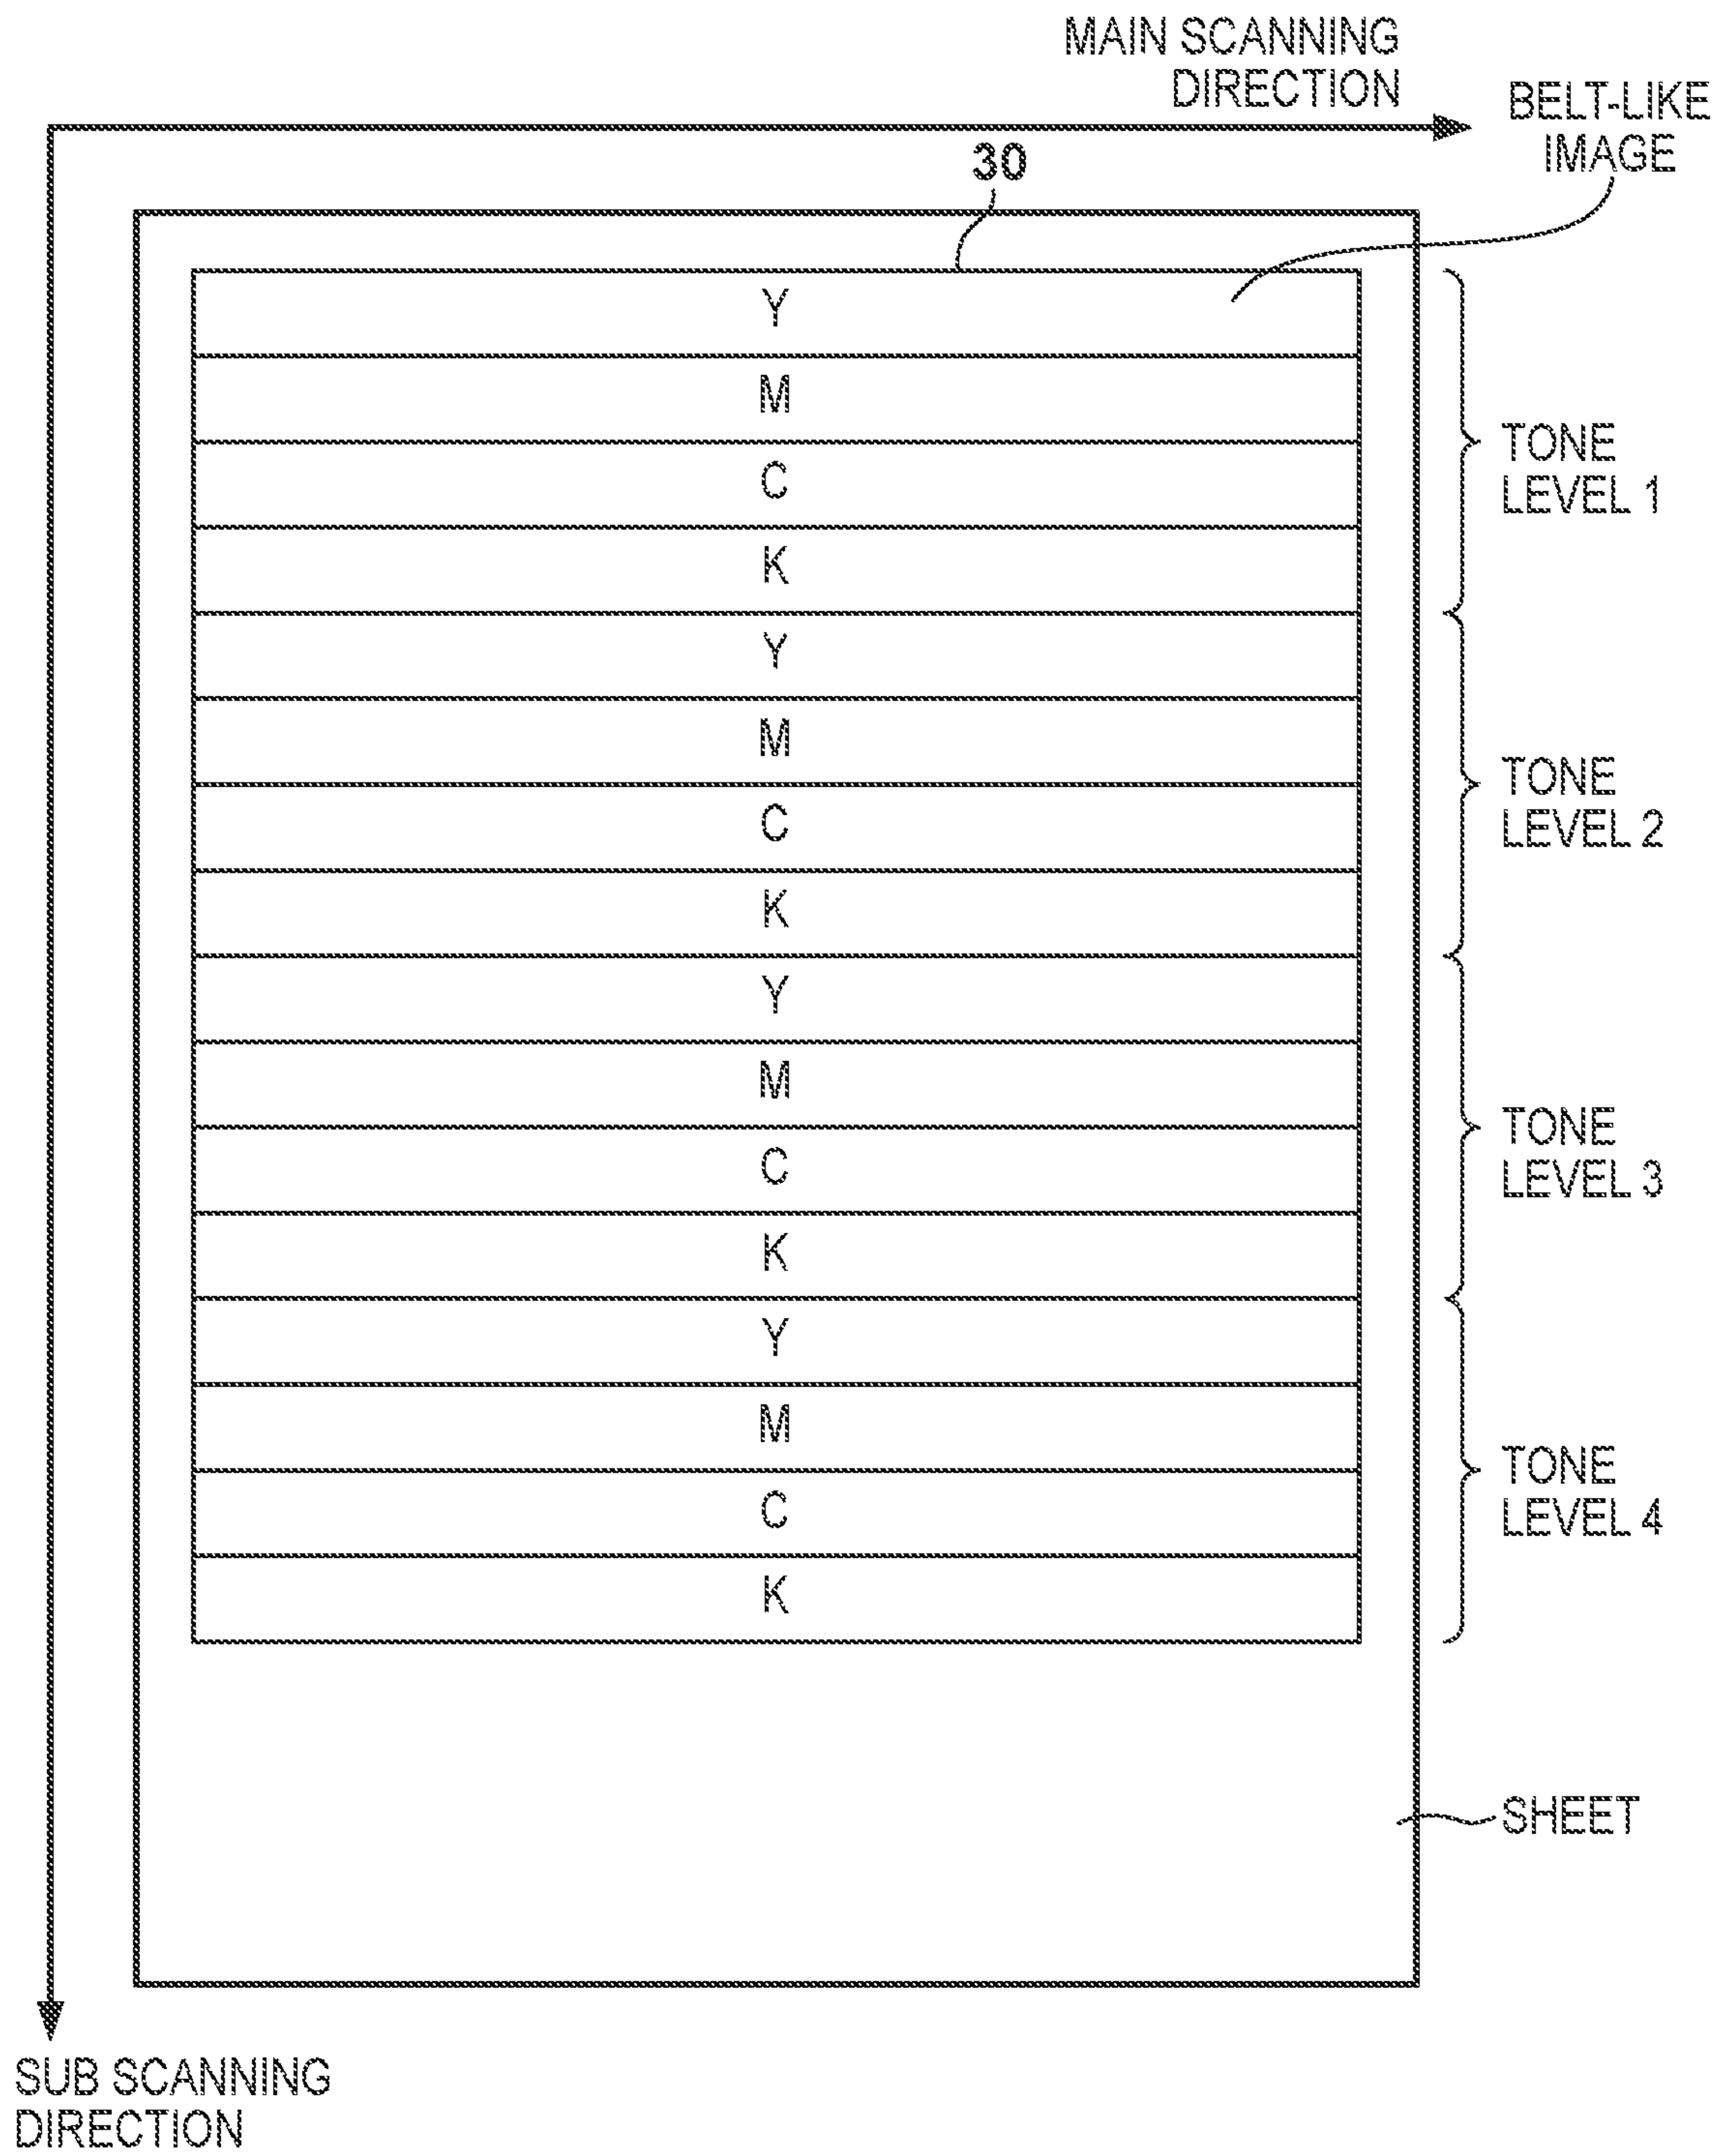 MAIN SCANNING
DIRECTION
BELT-LIKE
IMAGE
30
Y
M
C
K
TONE
LEVEL 1
Y
M
C
K
TONE
LEVEL 2
Y
M
C
K
TONE
LEVEL 3
Y
M
C
K
TONE
LEVEL 4
SHEET
SUB SCANNING
DIRECTION